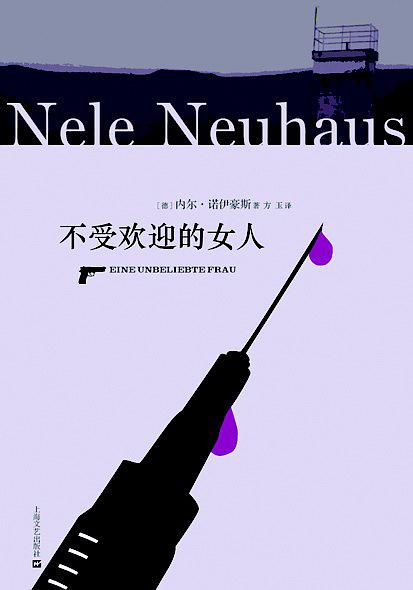 Nele Neuhaus
[德]内尔·诺伊豪斯 著 方 玉 译
不受欢迎的女人
EINE UNBELIEBTE FRAU
上海文艺出版社